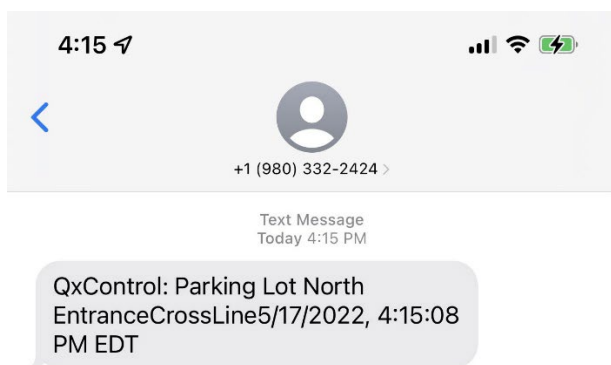 4:15
+1 (980) 332-2424 >
Text Message
Today 4:15 PM
QxControl: Parking Lot North
EntranceCrossLine5/17/2022, 4:15:08
PM EDT